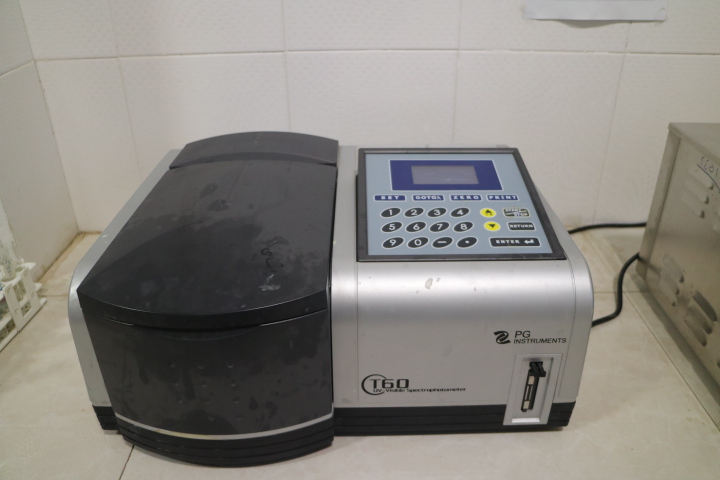 SET GOTOλ ZERO PRINT
1 2 3 4
5 6 7 8 RETURN
9 0 — • ENTER ↵
PG
INSTRUMENTS
T60
UV-Visible Spectrophotometer